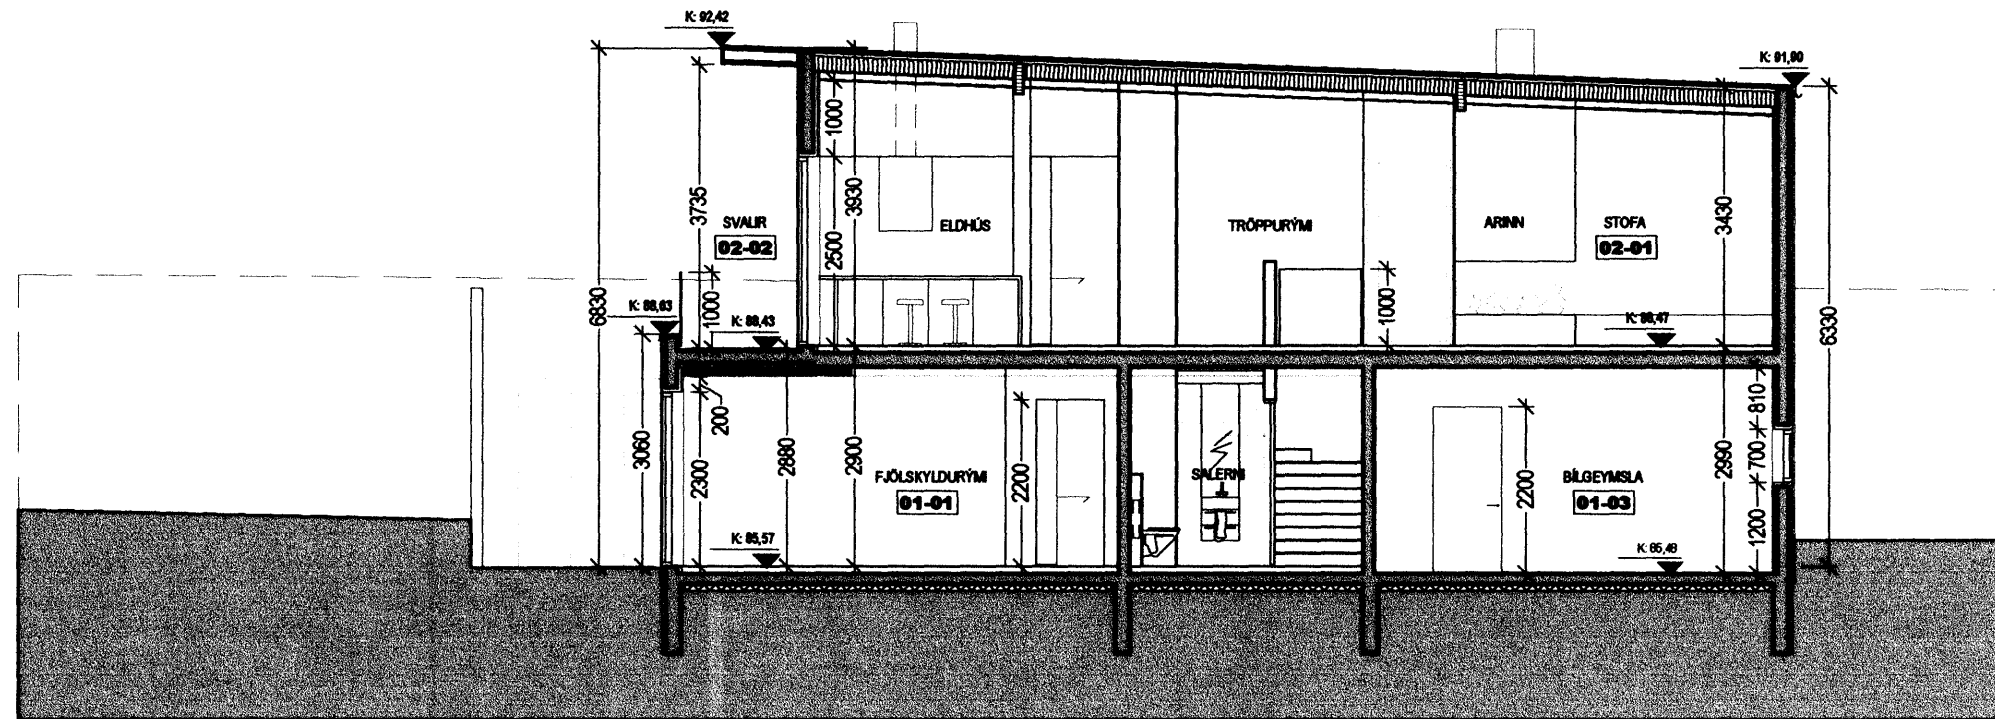 K: 92,42
K: 91,90
1000
3735
3930
SVALIR
02-02
ELDHÚS
2500
TRÖPPURÝMI
ARINN
STOFA
02-01
3430
6830
K: 88,63
1000
K: 88,43
1000
K: 88,47
6330
200
3060
2300
2880
2900
FJÖLSKYLDURÝMI
01-01
2200
SALERNI
BÍLGEYMSLA
01-03
2200
2990
810
700
1200
K: 85,57
K: 85,48